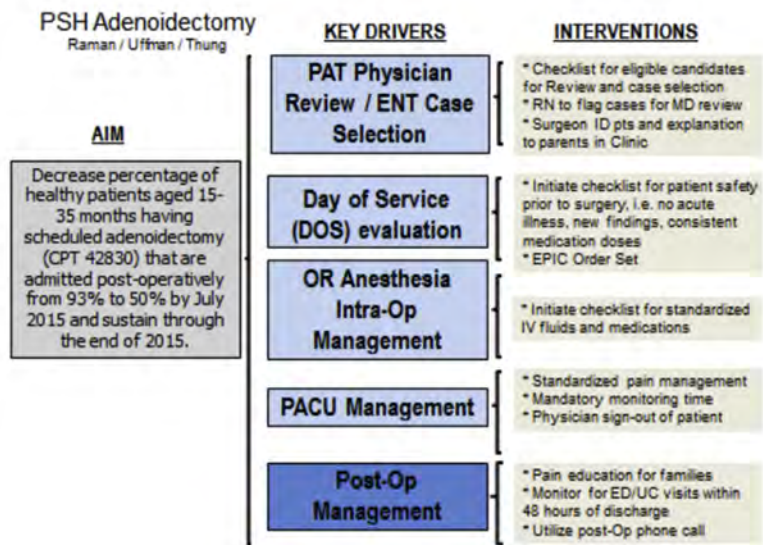 PSH Adenoidectomy
Raman / Uffman / Thung
AIM
Decrease percentage of
healthy patients aged 15-
35 months having
scheduled adenoidectomy
(CPT 42830) that are
admitted post-operatively
from 93% to 50% by July
2015 and sustain through
the end of 2015.
KEY DRIVERS
PAT Physician
Review / ENT Case
Selection
Day of Service
(DOS) evaluation
OR Anesthesia
Intra-Op
Management
PACU Management
Post-Op
Management
INTERVENTIONS
* Checklist for eligible candidates
for Review and case selection
* RN to flag cases for MD review
* Surgeon ID pts and explanation
to parents in Clinic
* Initiate checklist for patient safety
prior to surgery, i.e. no acute
illness, new findings, consistent
medication doses
* EPIC Order Set
* Initiate checklist for standardized
IV fluids and medications
* Standardized pain management
* Mandatory monitoring time
* Physician sign-out of patient
* Pain education for families
* Monitor for ED/UC visits within
48 hours of discharge
* Utilize post-Op phone call